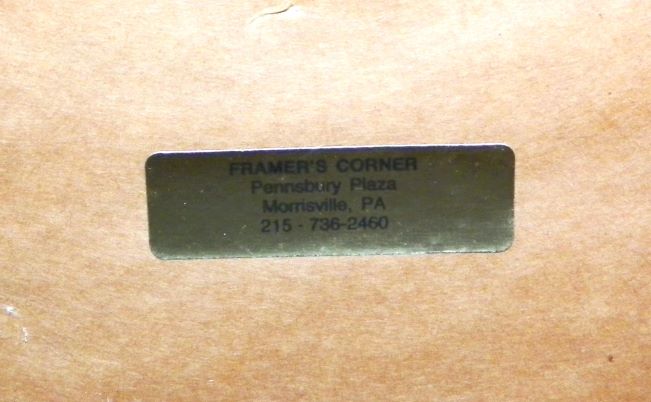 FRAMER'S CORNER
Pennsbury Plaza
Morrisville, PA
215 - 736-2460